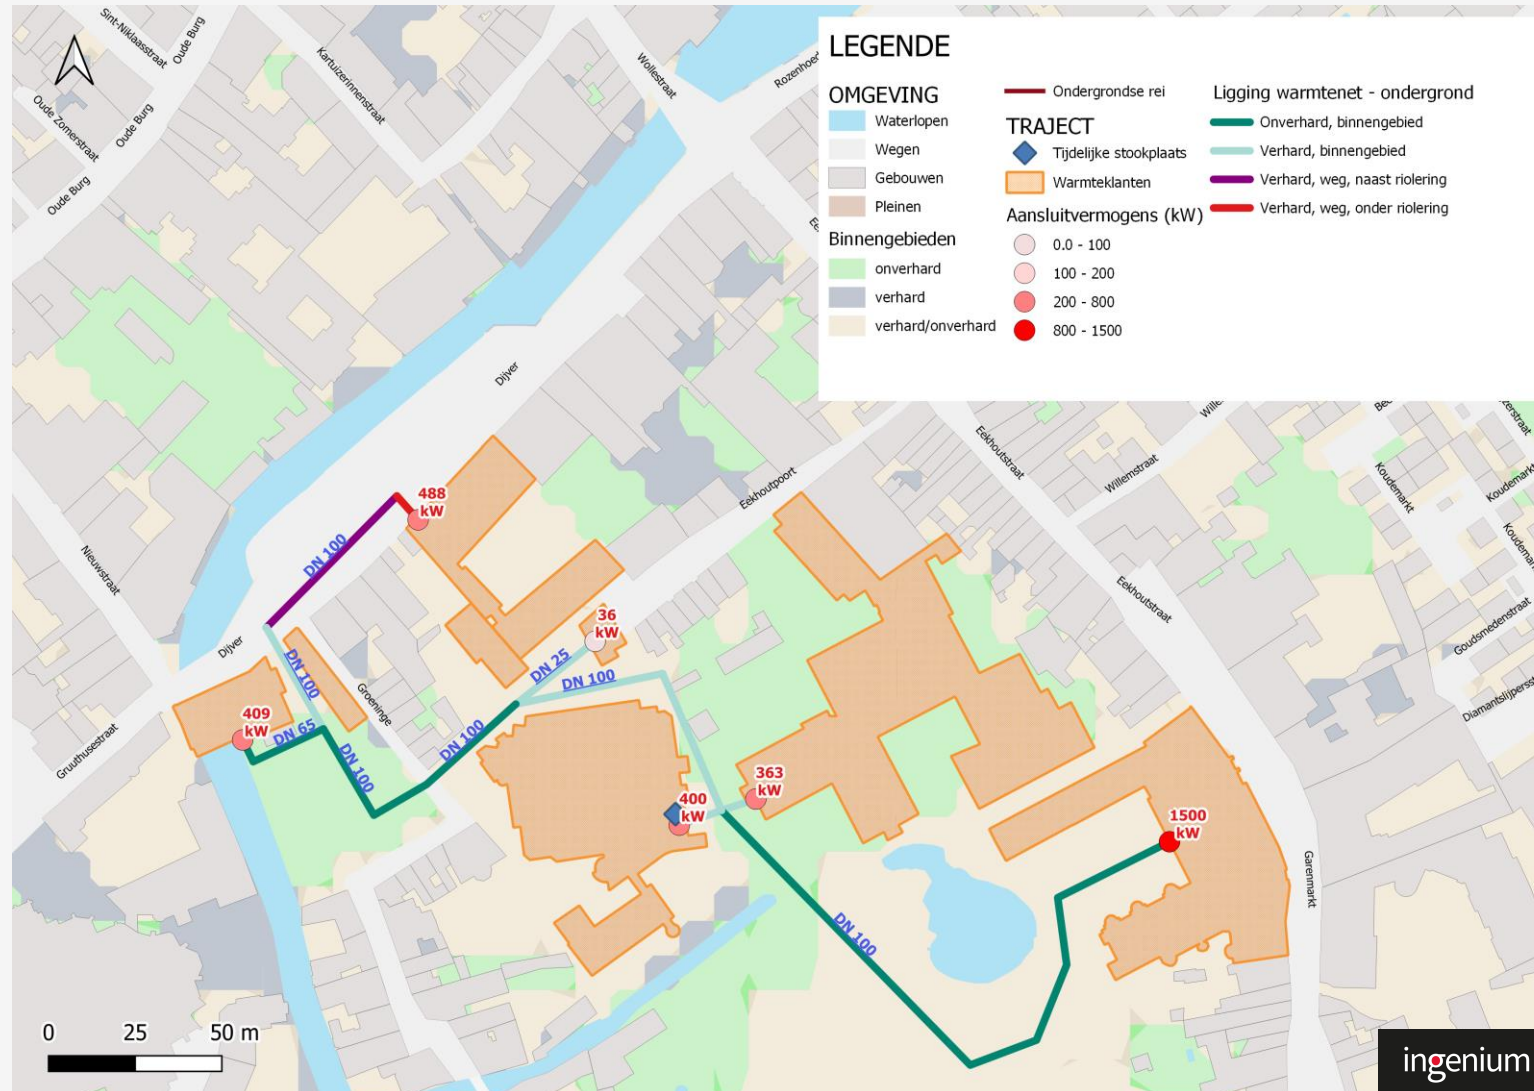 LEGENDE
OMGEVING
Waterlopen
Wegen
Gebouwen
Pleinen
Binnengebieden
onverhard
verhard
verhard/onverhard
Ondergrondse rei
TRAJECT
Tijdelijke stookplaats
Warmteklanten
Aansluitvermogens (kW)
0.0 - 100
100 - 200
200 - 800
800 - 1500
Ligging warmtenet - ondergrond
Onverhard, binnengebied
Verhard, binnengebied
Verhard, weg, naast riolering
Verhard, weg, onder riolering
Sint-Niklaasstraat
Oude Burg
Kartuizerinnenstraat
Wollestraat
Rozenhoed
Oude Zomerstraat
Oude Burg
Oude Burg
Dijver
Nieuwstraat
Eekhoutpoort
Eekhoutstraat
Willemstraat
Koudemarkt
Koudemarkt
Eekhoutstraat
Goudsmedenstraat
Diamantslijpersst
488
kW
DN 100
36
kW
DN 25
DN 100
Dijver
DN 100
Groeninge
409
kW
DN 65
DN 100
DN 100
Gruuthusestraat
363
kW
400
kW
1500
kW
DN 100
Garenmarkt
0 25 50 m
ingenium